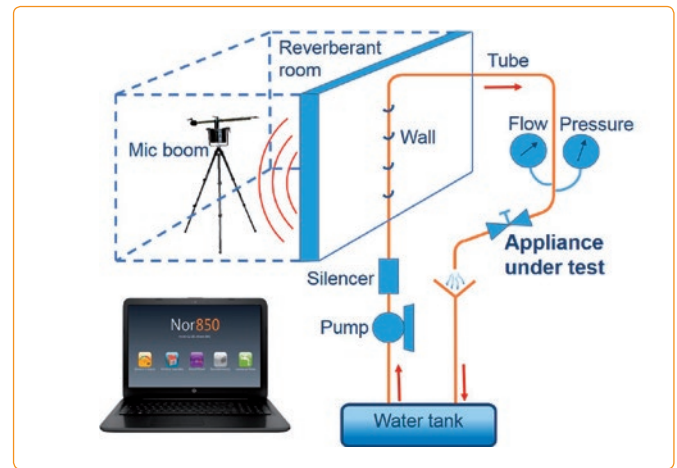 Reverberant
room
Tube
Flow
Pressure
Mic boom
Wall
Appliance
under test
Silencer
Pump
Nor850
Water tank